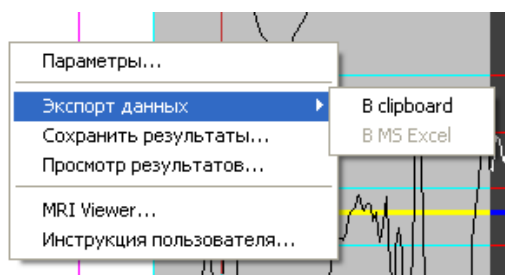 Параметры...
Экспорт данных
В clipboard
В MS Excel
Сохранить результаты...
Просмотр результатов...
MRI Viewer...
Инструкция пользователя...